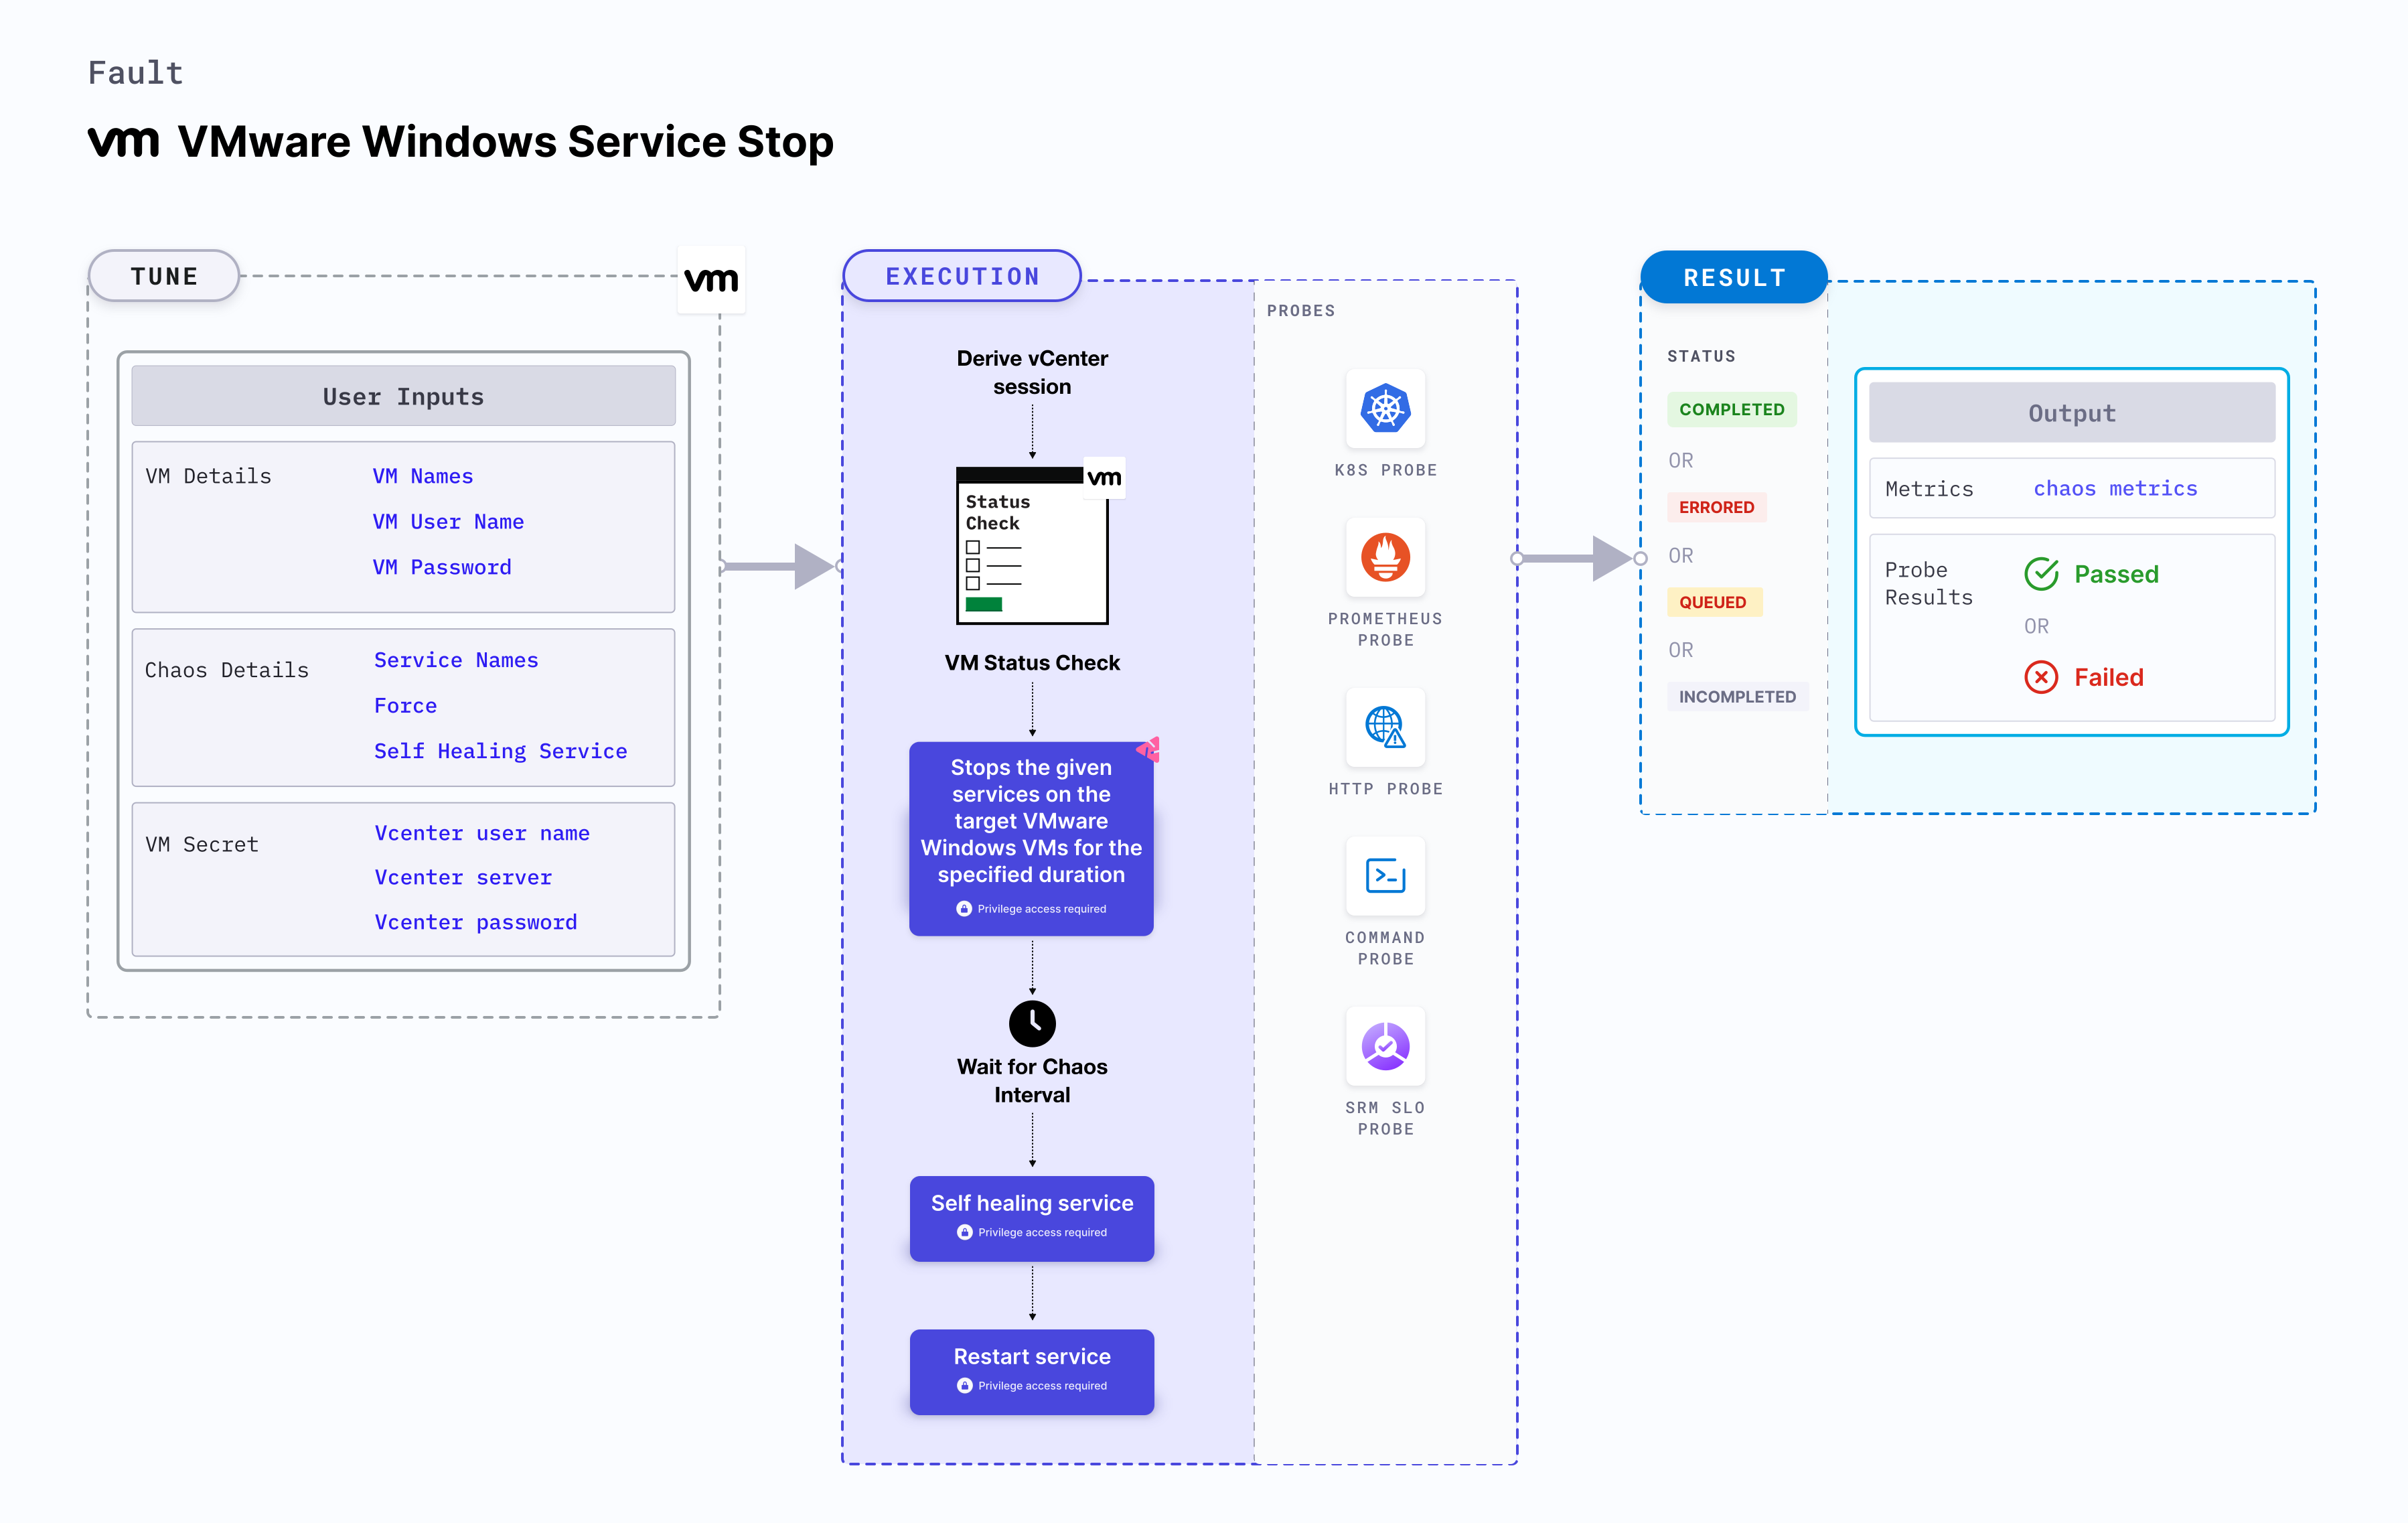 Fault
vm VMware Windows Service Stop
TUNE
vm
User Inputs
VM Details
VM Names
VM User Name
VM Password
Chaos Details
Service Names
Force
Self Healing Service
VM Secret
Vcenter user name
Vcenter server
Vcenter password
EXECUTION
Derive vCenter
session
vm
Status
Check
VM Status Check
Stops the given
services on the
target VMware
Windows VMs for the
specified duration
Privilege access required
Wait for Chaos
Interval
Self healing service
Privilege access required
Restart service
Privilege access required
PROBES
K8S PROBE
PROMETHEUS
PROBE
HTTP PROBE
COMMAND
PROBE
SRM SLO
PROBE
RESULT
STATUS
COMPLETED
OR
ERRORED
OR
QUEUED
OR
INCOMPLETED
Output
Metrics
chaos metrics
Probe
Results
Passed
OR
Failed